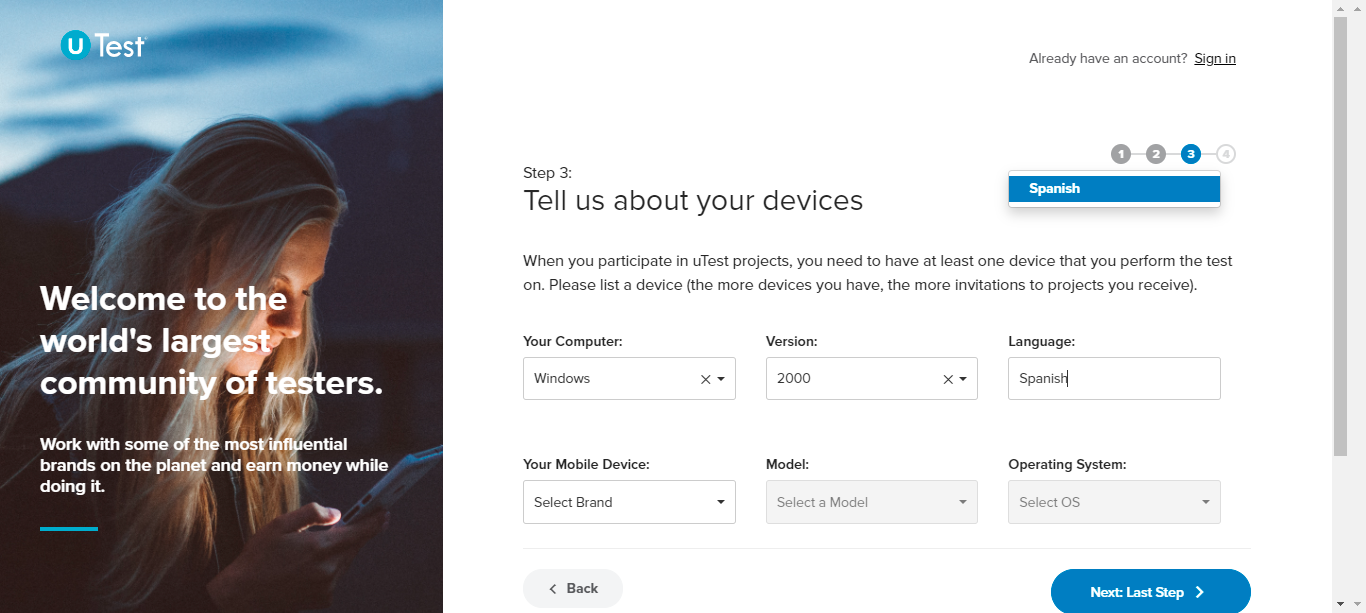 uTest
Already have an account? Sign in
1 2 3 4
Step 3:
Tell us about your devices
Spanish
When you participate in uTest projects, you need to have at least one device that you perform the test
on. Please list a device (the more devices you have, the more invitations to projects you receive).
Welcome to the
world's largest
community of testers.
Work with some of the most influential
brands on the planet and earn money while
doing it.
Your Computer: Version: Language:
Windows 2000 Spanish
Your Mobile Device: Model: Operating System:
Select Brand Select a Model Select OS
Back Next: Last Step